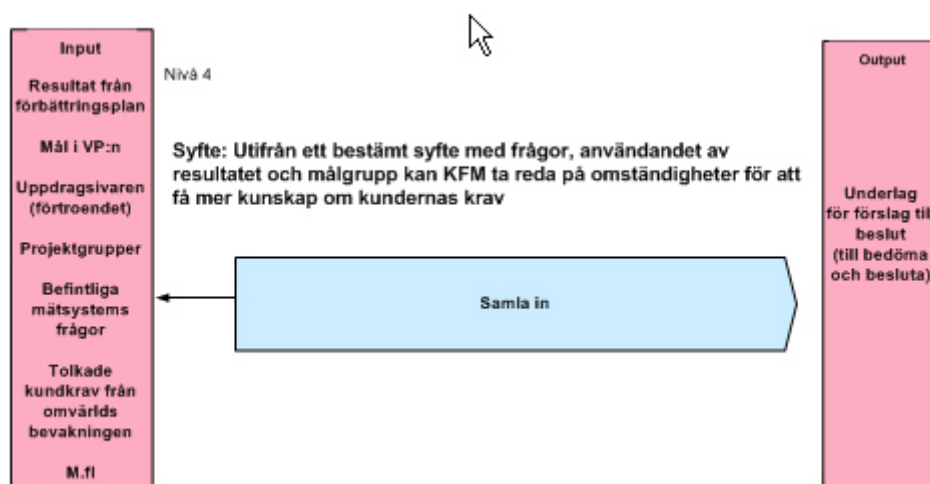 Input
Resultat från
förbättringsplan
Mål i VP:n
Uppdragsivaren
(förtroendet)
Projektgrupper
Befintliga
mätsystems
frågor
Tolkade
kundkrav från
omvärlds
bevakningen
M.fl
Nivå 4
Syfte: Utifrån ett bestämt syfte med frågor, användandet av
resultatet och målgrupp kan KFM ta reda på omständigheter för att
få mer kunskap om kundernas krav
Samla in
Output
Underlag
för förslag till
beslut
(till bedöma
och besluta)